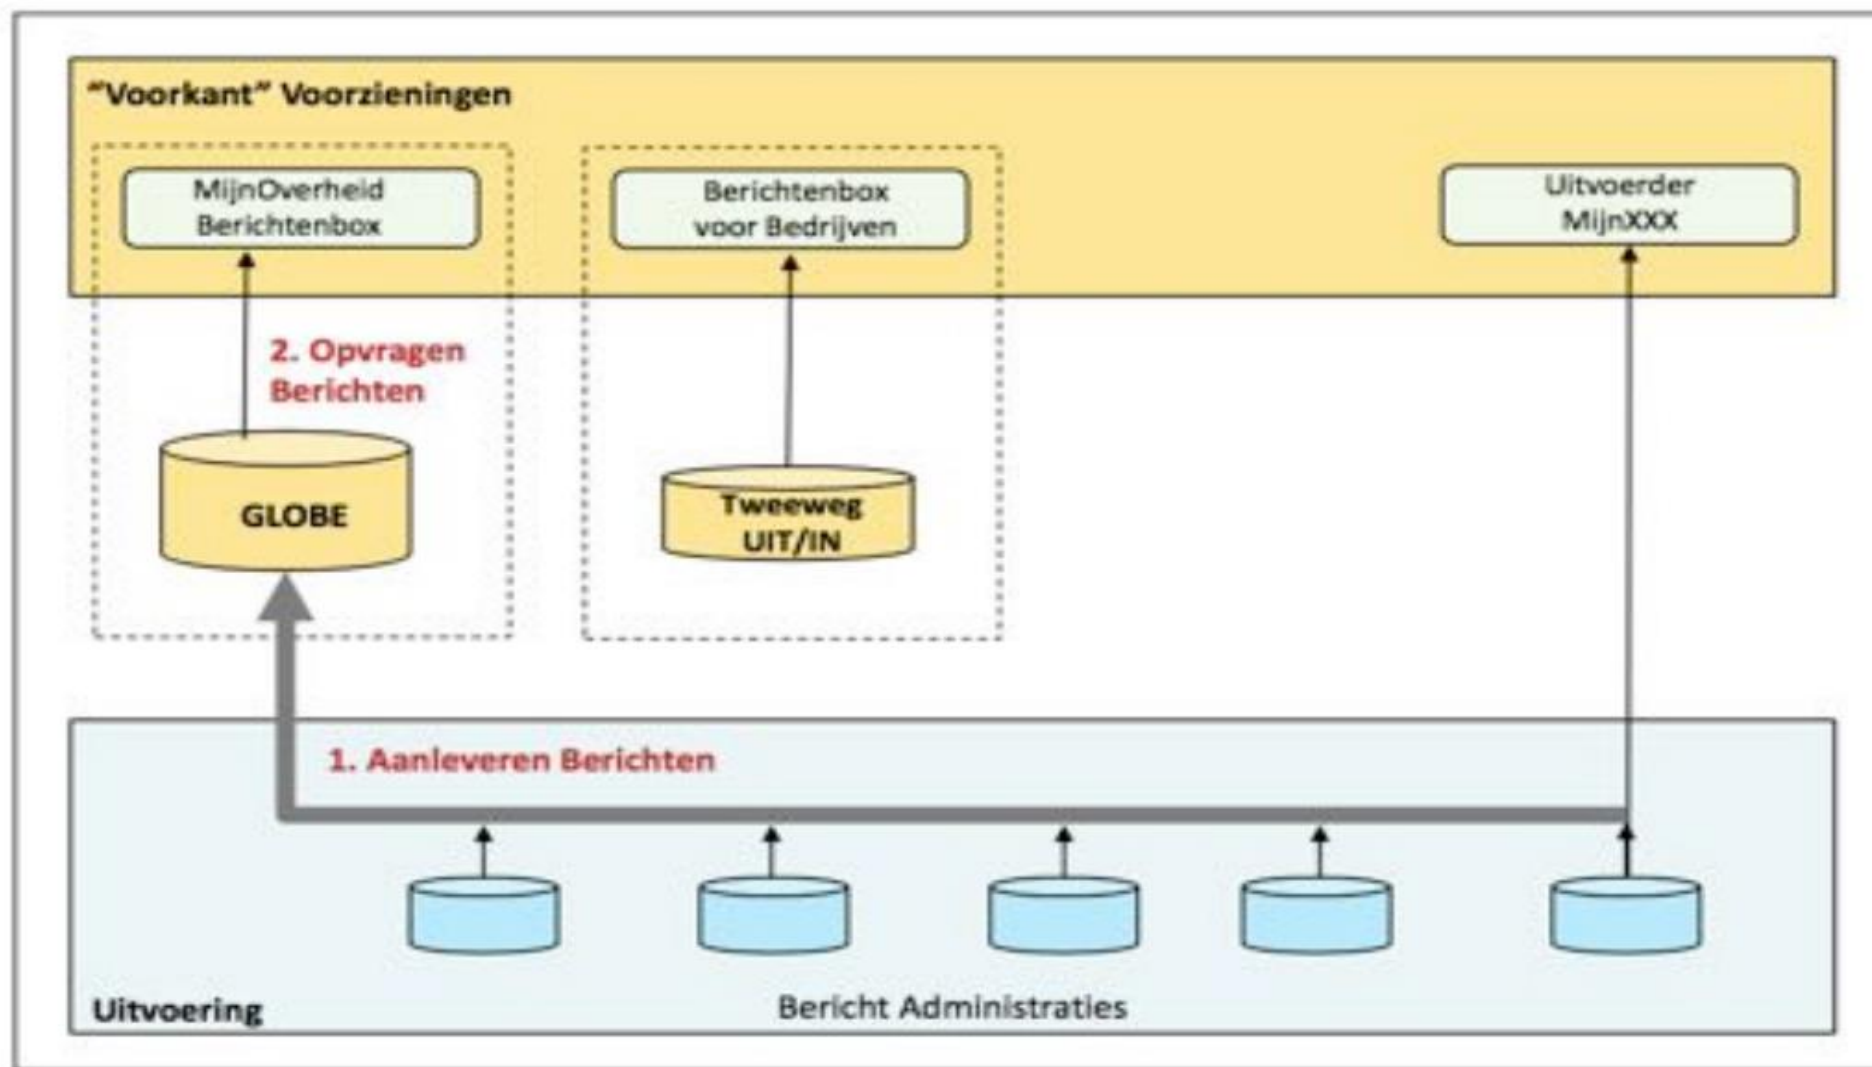 “Voorkant” Voorzieningen
MijnOverheid
Berichtenbox
Berichtenbox
voor Bedrijven
Uitvoerder
MijnXXX
2. Opvragen
Berichten
GLOBE
Tweeweg
UIT/IN
1. Aanleveren Berichten
Uitvoering
Bericht Administraties